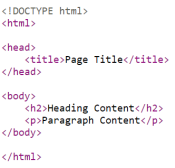 <!DOCTYPE html>
<html>

<head>
    <title>Page Title</title>
</head>

<body>
    <h2>Heading Content</h2>
    <p>Paragraph Content</p>
</body>

</html>